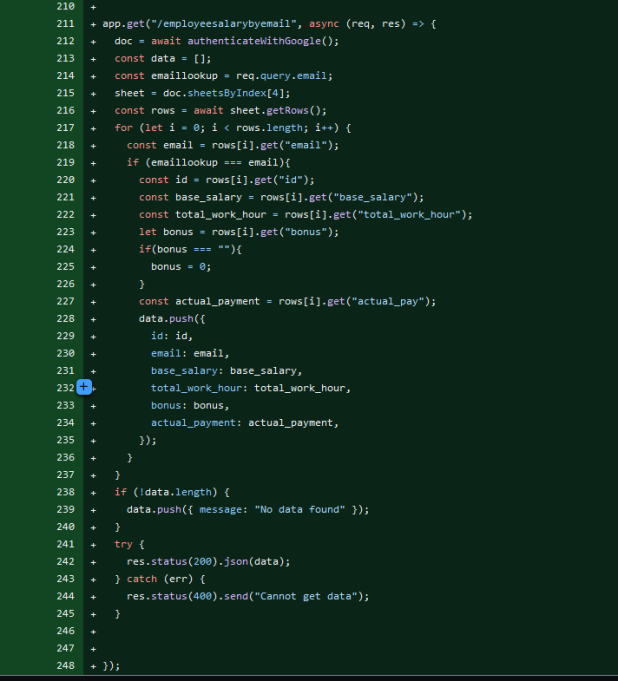 210 +
211 + app.get("/employeesalarybyemail", async (req, res) => {
212 +   doc = await authenticateWithGoogle();
213 +   const data = [];
214 +   const emaillookup = req.query.email;
215 +   sheet = doc.sheetsByIndex[4];
216 +   const rows = await sheet.getRows();
217 +   for (let i = 0; i < rows.length; i++) {
218 +     const email = rows[i].get("email");
219 +     if (emaillookup === email){
220 +       const id = rows[i].get("id");
221 +       const base_salary = rows[i].get("base_salary");
222 +       const total_work_hour = rows[i].get("total_work_hour");
223 +       let bonus = rows[i].get("bonus");
224 +       if(bonus === ""){
225 +         bonus = 0;
226 +       }
227 +       const actual_payment = rows[i].get("actual_pay");
228 +       data.push({
229 +         id: id,
230 +         email: email,
231 +         base_salary: base_salary,
232 +         total_work_hour: total_work_hour,
233 +         bonus: bonus,
234 +         actual_payment: actual_payment,
235 +       });
236 +     }
237 +   }
238 +   if (!data.length) {
239 +     data.push({ message: "No data found" });
240 +   }
241 +   try {
242 +     res.status(200).json(data);
243 +   } catch (err) {
244 +     res.status(400).send("Cannot get data");
245 +   }
246 +
247 +
248 + });